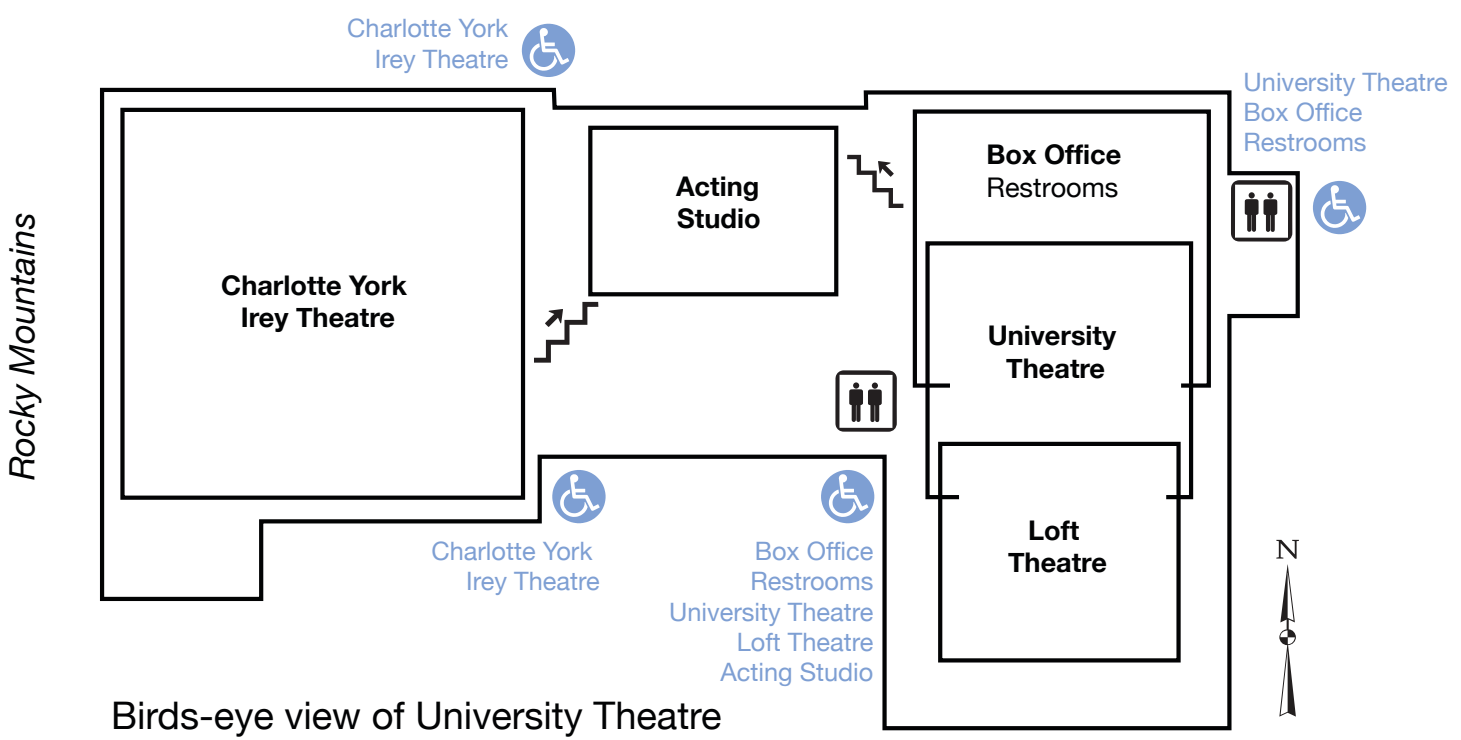 Charlotte York
Irey Theatre
University Theatre
Box Office
Restrooms
Box Office
Restrooms
Acting
Studio
Charlotte York
Irey Theatre
Rocky Mountains
University
Theatre
Loft
Theatre
N
Charlotte York
Irey Theatre
Box Office
Restrooms
University Theatre
Loft Theatre
Acting Studio
Birds-eye view of University Theatre